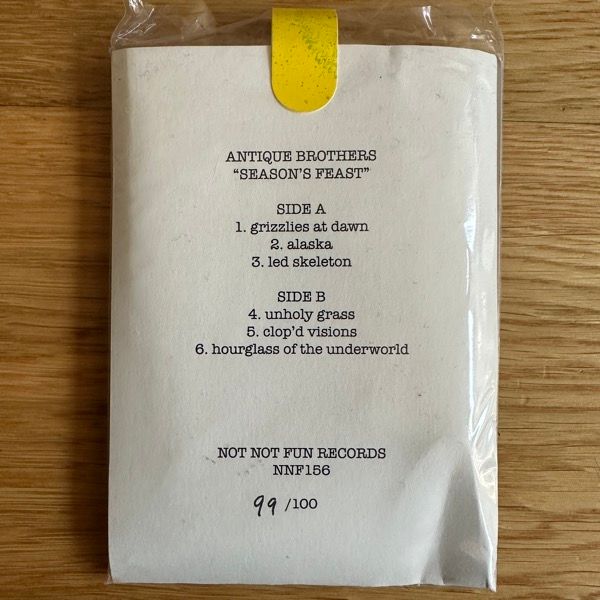 ANTIQUE BROTHERS
“SEASON’S FEAST”
SIDE A
1. grizzlies at dawn
2. alaska
3. led skeleton
SIDE B
4. unholy grass
5. clop’d visions
6. hourglass of the underworld
NOT NOT FUN RECORDS
NNF156
99 /100